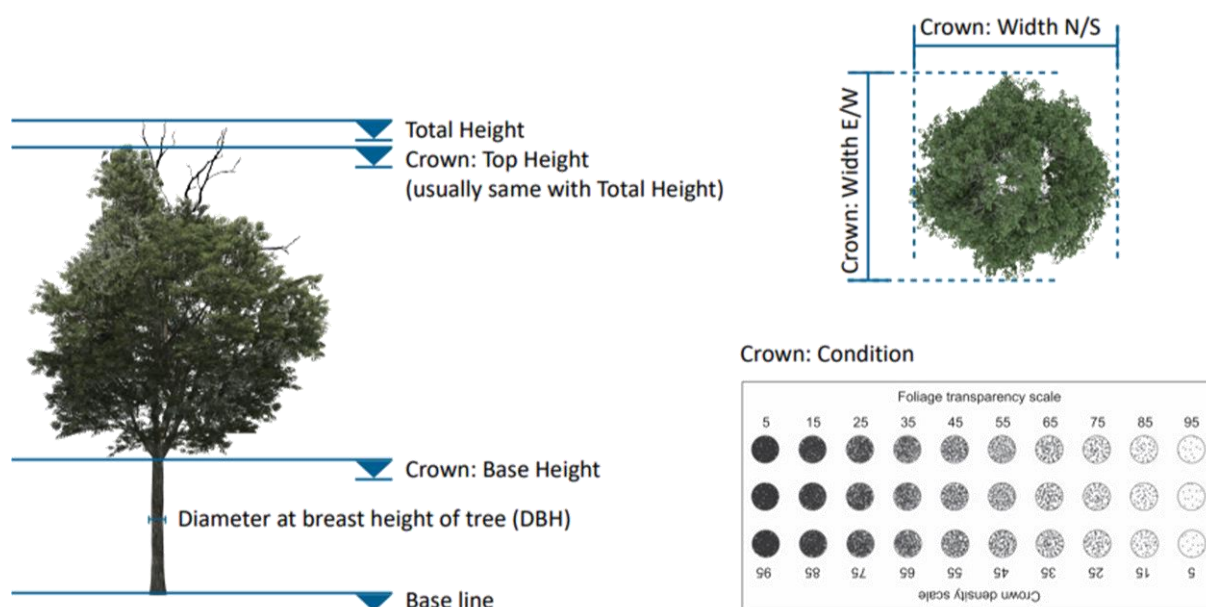 Total Height
Crown: Top Height
(usually same with Total Height)
Crown: Base Height
Diameter at breast height of tree (DBH)
Base line
Crown: Width N/S
Crown: Width E/W
Crown: Condition
Foliage transparency scale
5 15 25 35 45 55 65 75 85 95
95 85 75 65 55 45 35 25 15 5
Crown density scale